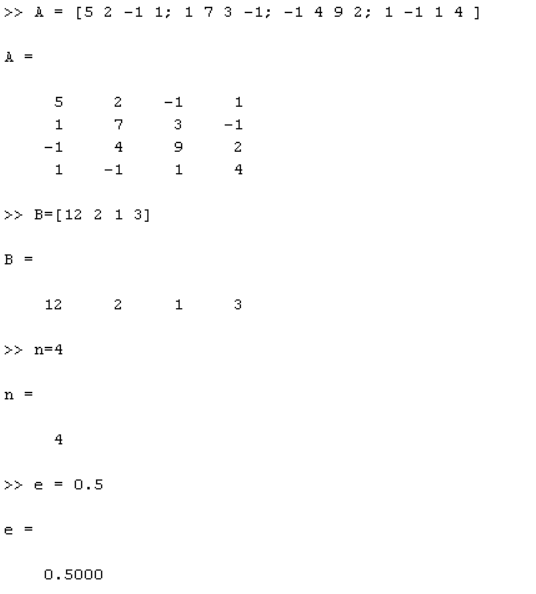 >> A = [5 2 -1 1; 1 7 3 -1; -1 4 9 2; 1 -1 1 4 ]
A =
5 2 -1 1
1 7 3 -1
-1 4 9 2
1 -1 1 4
>> B=[12 2 1 3]
B =
12 2 1 3
>> n=4
n =
4
>> e = 0.5
e =
0.5000